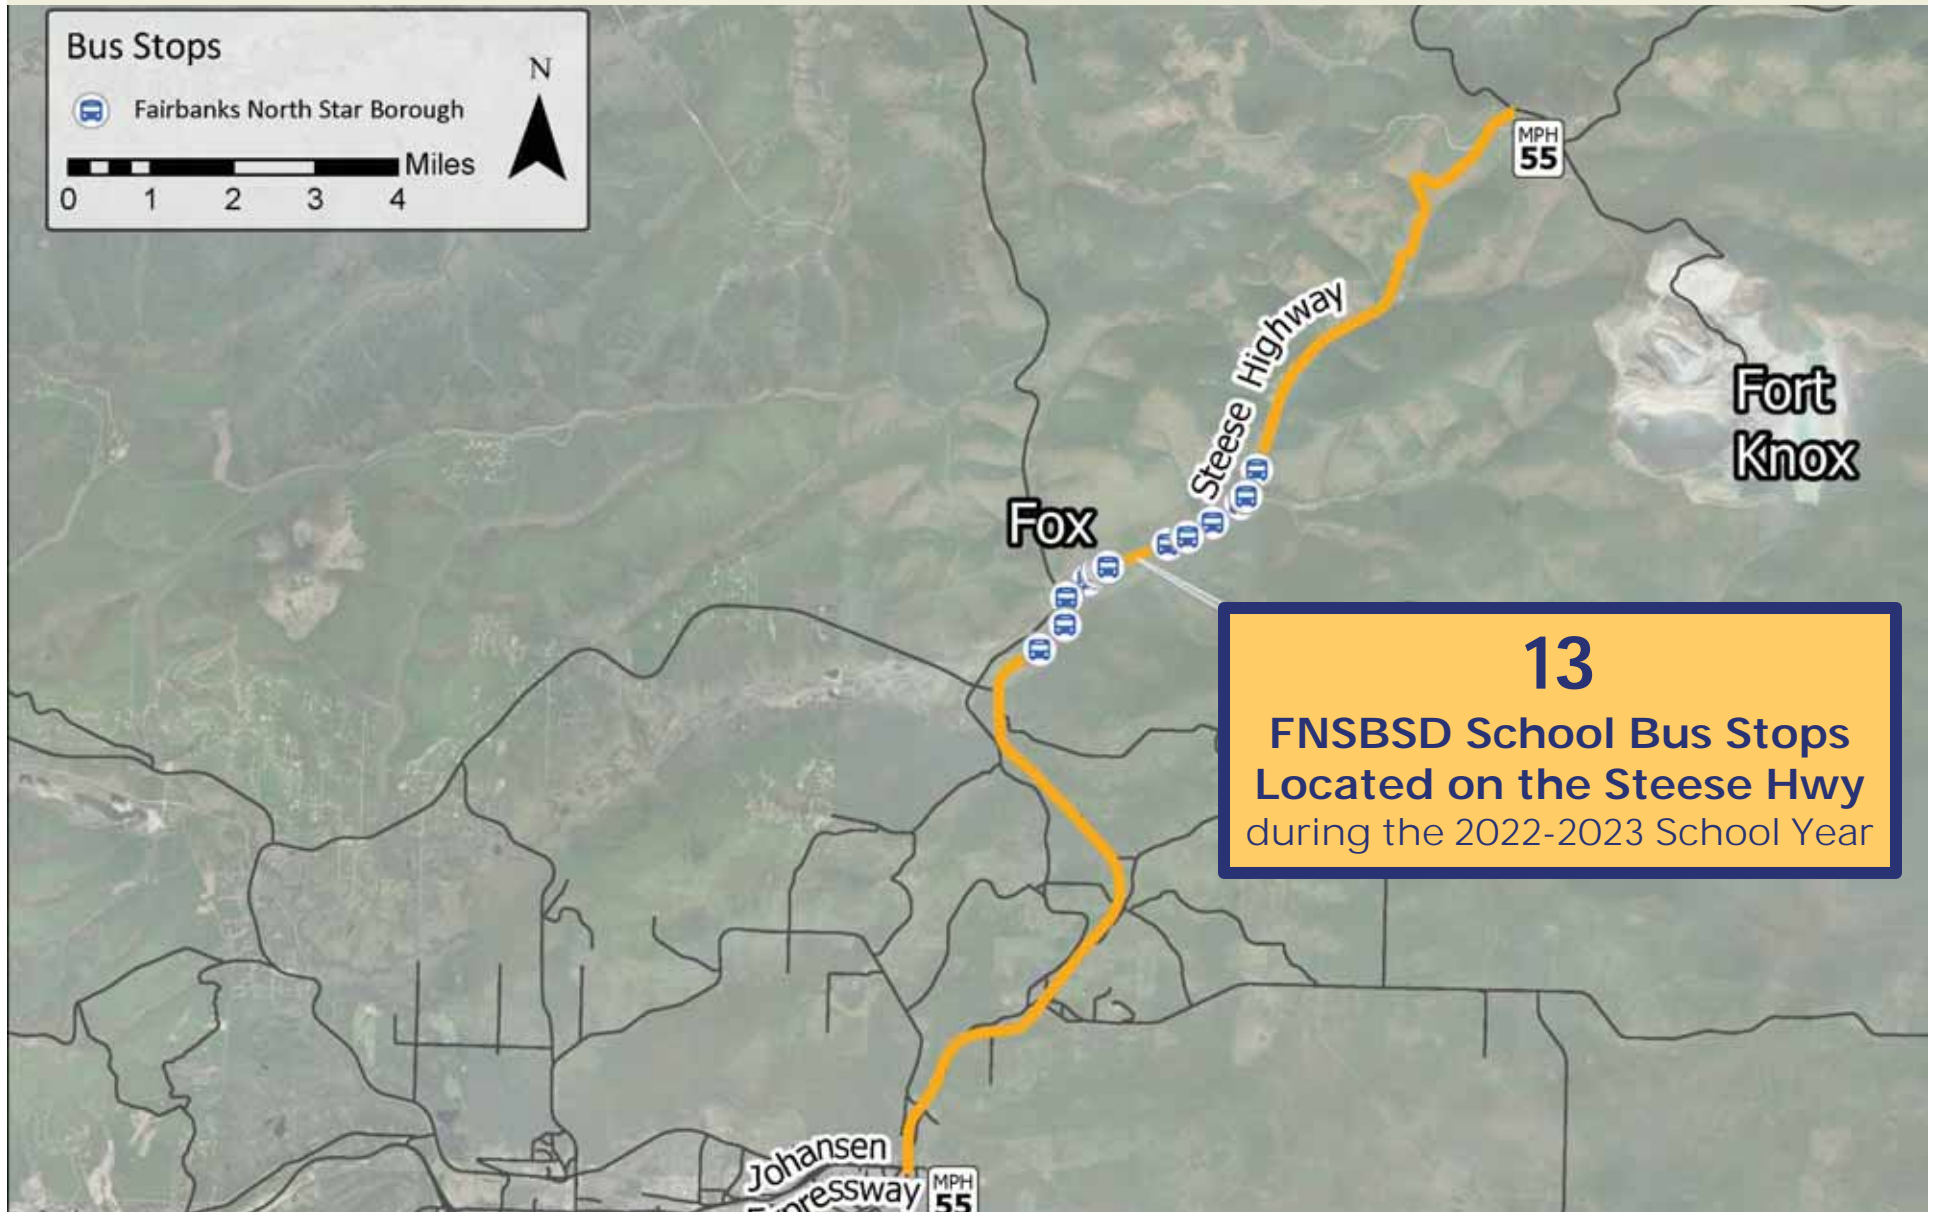 Bus Stops
N
Fairbanks North Star Borough
Miles
0 1 2 3 4
MPH
55
Steese Highway
Fort
Knox
Fox
13
FNSBSD School Bus Stops
Located on the Steese Hwy
during the 2022-2023 School Year
Johansen
Expressway
MPH
55